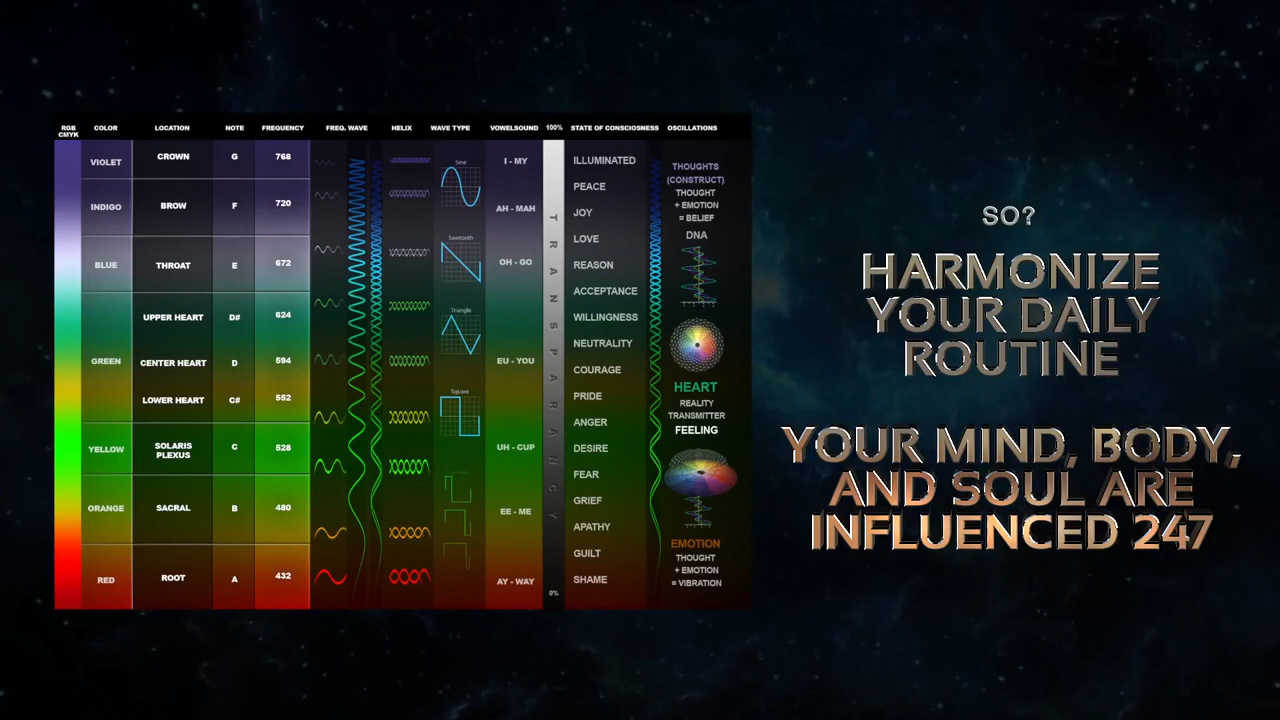 RGB CMYK COLOR LOCATION NOTE FREQUENCY FREQ. WAVE HELIX WAVE TYPE VOWELSOUND 100% STATE OF CONSCIOSNESS OSCILLATIONS
VIOLET CROWN G 768
INDIGO BROW F 720
BLUE THROAT E 672
GREEN
UPPER HEART D# 624
CENTER HEART D 594
LOWER HEART C# 552
YELLOW SOLARIS PLEXUS C 528
ORANGE SACRAL B 480
RED ROOT A 432
Sine
Sawtooth
Triangle
Square
I - MY
AH - MAH
OH - GO
EU - YOU
UH - CUP
EE - ME
AY - WAY
TRANSPARANCY
0%
ILLUMINATED
PEACE
JOY
LOVE
REASON
ACCEPTANCE
WILLINGNESS
NEUTRALITY
COURAGE
PRIDE
ANGER
DESIRE
FEAR
GRIEF
APATHY
GUILT
SHAME
THOUGHTS
(CONSTRUCT)
THOUGHT
+ EMOTION
= BELIEF
DNA
HEART
REALITY
TRANSMITTER
FEELING
EMOTION
THOUGHT
+ EMOTION
= VIBRATION
SO?
HARMONIZE
YOUR DAILY
ROUTINE
YOUR MIND, BODY,
AND SOUL ARE
INFLUENCED 247